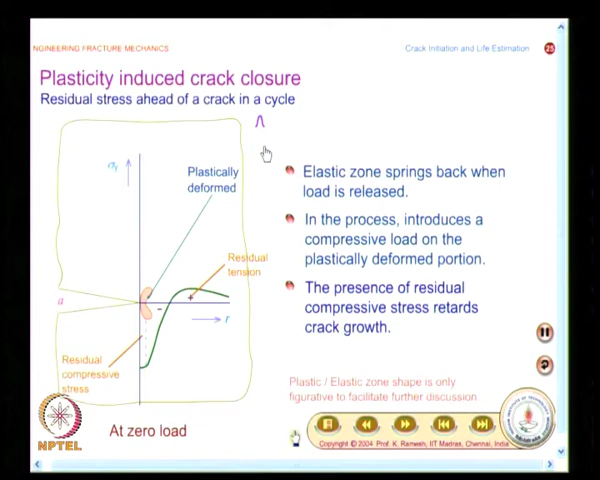 NGINEERING FRACTURE MECHANICS
Crack Initiation and Life Estimation
25
Plasticity induced crack closure
Residual stress ahead of a crack in a cycle
σy
Plastically
deformed
Residual
tension
+
-
a
r
Residual
compressive
stress
At zero load
Elastic zone springs back when
load is released.
In the process, introduces a
compressive load on the
plastically deformed portion.
The presence of residual
compressive stress retards
crack growth.
Plastic / Elastic zone shape is only
figurative to facilitate further discussion
NPTEL
Copyright © 2004 Prof. K. Ramesh, IIT Madras, Chennai, India